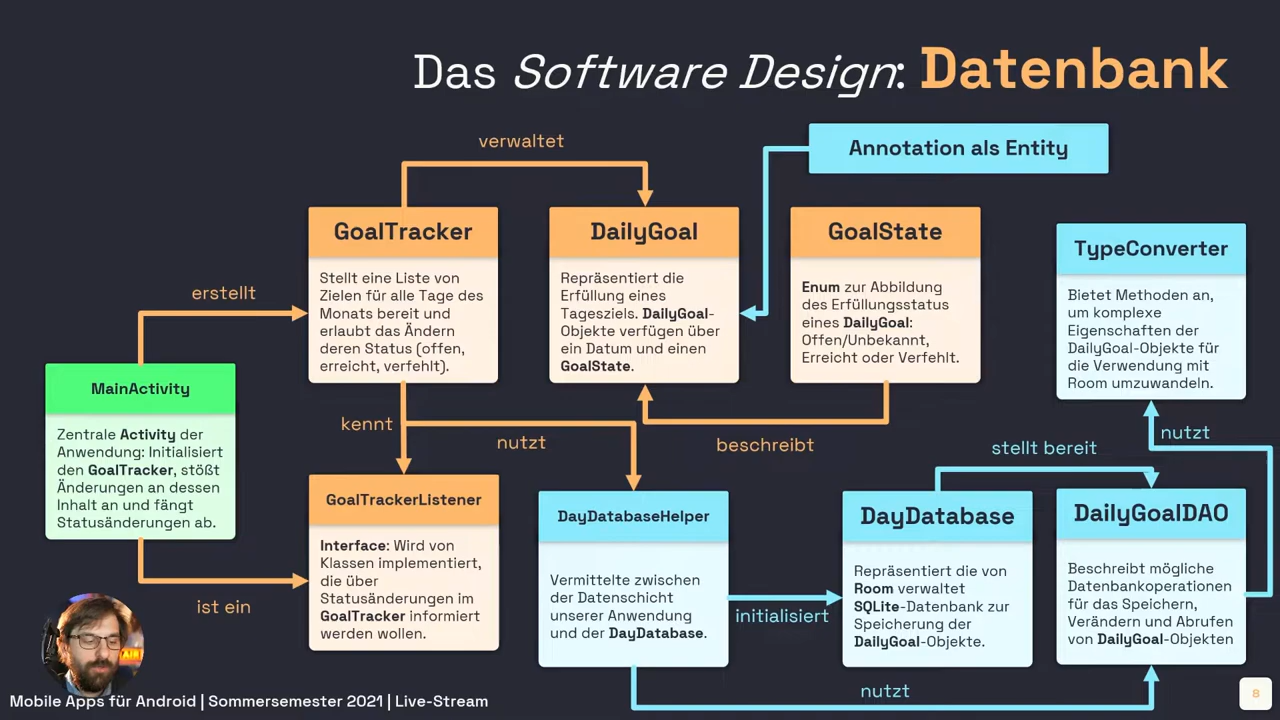 Das Software Design: Datenbank
verwaltet
Annotation als Entity
GoalTracker
Stellt eine Liste von
Zielen für alle Tage des
Monats bereit und
erlaubt das Ändern
deren Status (offen,
erreicht, verfehlt).
DailyGoal
Repräsentiert die
Erfüllung eines
Tagesziels. DailyGoal-
Objekte verfügen über
ein Datum und einen
GoalState.
GoalState
Enum zur Abbildung
des Erfüllungsstatus
eines DailyGoal:
Offen/Unbekannt,
Erreicht oder Verfehlt.
TypeConverter
Bietet Methoden an,
um komplexe
Eigenschaften der
DailyGoal-Objekte für
die Verwendung mit
Room umzuwandeln.
erstellt
MainActivity
Zentrale Activity der
Anwendung: Initialisiert
den GoalTracker, stößt
Änderungen an dessen
Inhalt an und fängt
Statusänderungen ab.
kennt
nutzt
beschreibt
stellt bereit
nutzt
GoalTrackerListener
Interface: Wird von
Klassen implementiert,
die über
Statusänderungen im
GoalTracker informiert
werden wollen.
DayDatabaseHelper
Vermittelte zwischen
der Datenschicht
unserer Anwendung
und der DayDatabase.
initialisiert
DayDatabase
Repräsentiert die von
Room verwaltet
SQLite-Datenbank zur
Speicherung der
DailyGoal-Objekte.
DailyGoalDAO
Beschreibt mögliche
Datenbankoperationen
für das Speichern,
Verändern und Abrufen
von DailyGoal-Objekten
ist ein
nutzt
Mobile Apps für Android | Sommersemester 2021 | Live-Stream
8